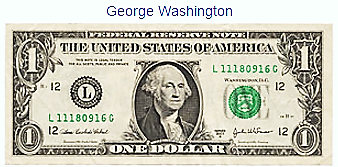 George Washington
FEDERAL RESERVE NOTE
THE UNITED STATES OF AMERICA
THIS NOTE IS LEGAL TENDER
FOR ALL DEBTS, PUBLIC AND PRIVATE
L 11180916 G
WASHINGTON, D.C.
12 12
L
L 11180916 G
12 12
1 1
1 1
ONE DOLLAR